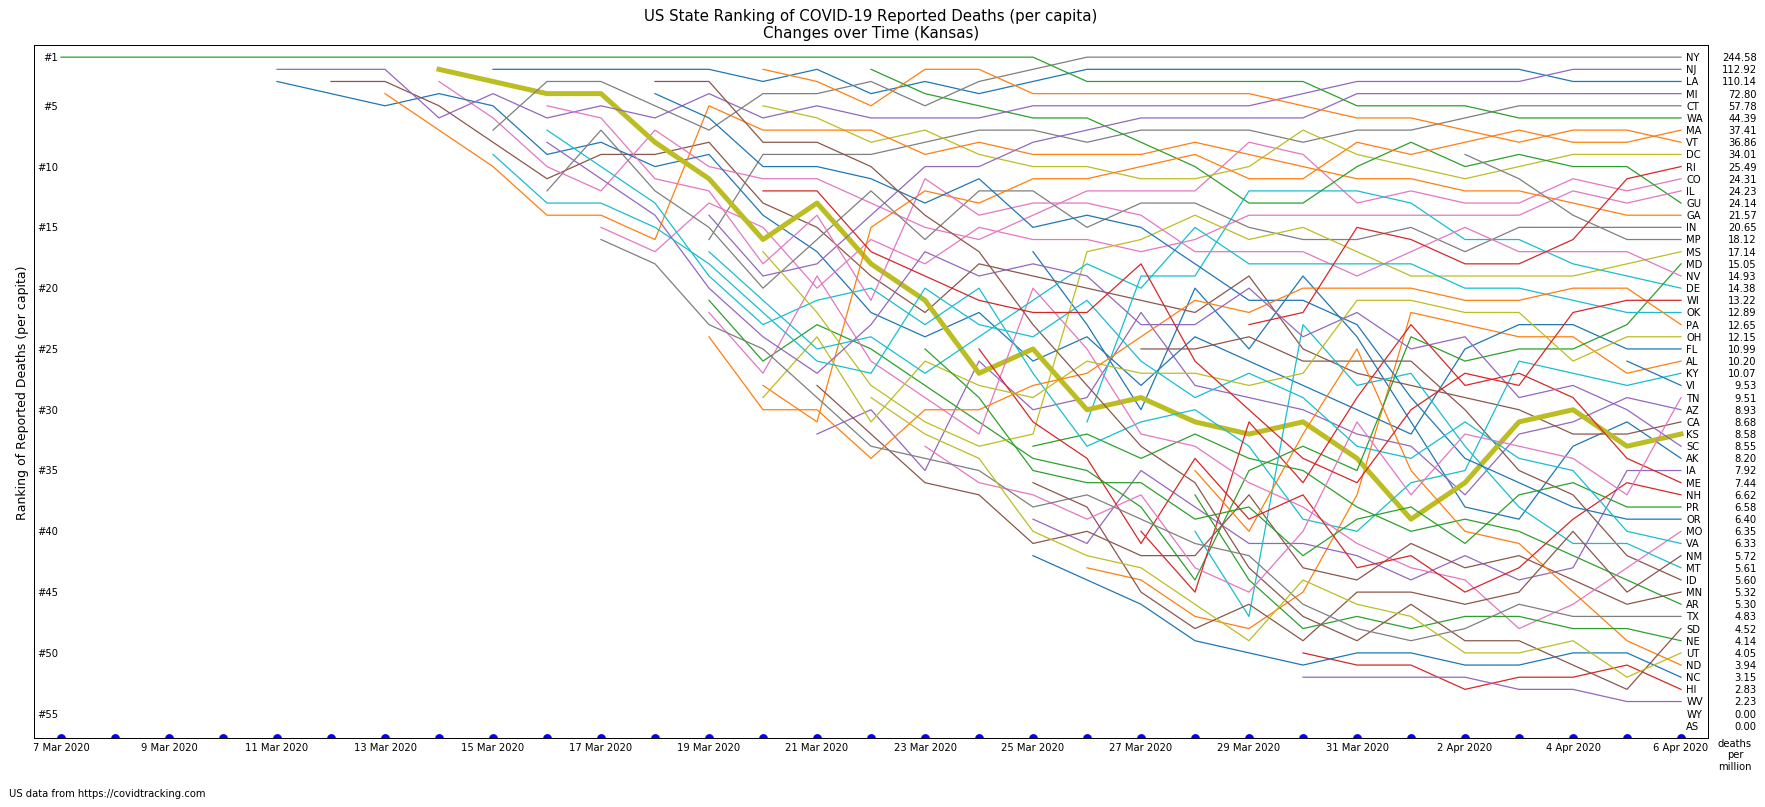 US State Ranking of COVID-19 Reported Deaths (per capita)
Changes over Time (Kansas)
Ranking of Reported Deaths (per capita)
#1
#5
#10
#15
#20
#25
#30
#35
#40
#45
#50
#55
NY 244.58
NJ 112.92
LA 110.14
MI 72.80
CT 57.78
WA 44.39
MA 37.41
VT 36.86
DC 34.01
RI 25.49
CO 24.31
IL 24.23
GU 24.14
GA 21.57
IN 20.65
MP 18.12
MS 17.14
MD 15.05
NV 14.93
DE 14.38
WI 13.22
OK 12.89
PA 12.65
OH 12.15
FL 10.99
AL 10.20
KY 10.07
VI 9.53
TN 9.51
AZ 8.93
CA 8.68
KS 8.58
SC 8.55
AK 8.20
IA 7.92
ME 7.44
NH 6.62
PR 6.58
OR 6.40
MO 6.35
VA 6.33
NM 5.72
MT 5.61
ID 5.60
MN 5.32
AR 5.30
TX 4.83
SD 4.52
NE 4.14
UT 4.05
ND 3.94
NC 3.15
HI 2.83
WV 2.23
WY 0.00
AS 0.00
7 Mar 2020 9 Mar 2020 11 Mar 2020 13 Mar 2020 15 Mar 2020 17 Mar 2020 19 Mar 2020 21 Mar 2020 23 Mar 2020 25 Mar 2020 27 Mar 2020 29 Mar 2020 31 Mar 2020 2 Apr 2020 4 Apr 2020 6 Apr 2020
deaths
per
million
US data from https://covidtracking.com